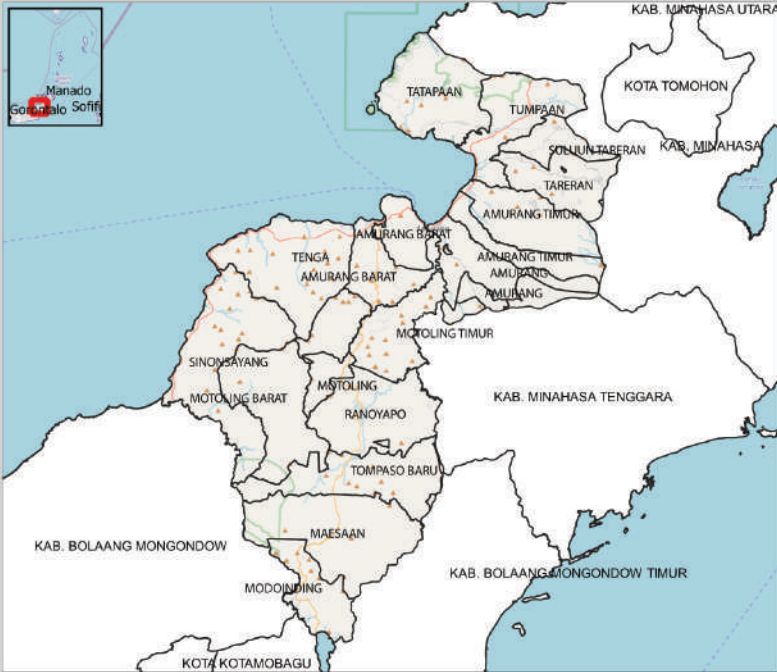 KAB. MINAHASA UTARA
Manado
Gorontalo Sofifi
TATAPAAN
KOTA TOMOHON
TUMPAAN
SULUUN TARERAN
KAB. MINAHASA
TARERAN
AMURANG TIMUR
AMURANG BARAT
TENGA
AMURANG TIMUR
AMURANG BARAT
AMURANG
AMURANG
MOTOLING TIMUR
SINONSAYANG
MOTOLING
MOTOLING BARAT
KAB. MINAHASA TENGGARA
RANOYAPO
TOMPASO BARU
MAESAAN
KAB. BOLAANG MONGONDOW
KAB. BOLAANG MONGONDOW TIMUR
MODOINDING
KOTA KOTAMOBAGU